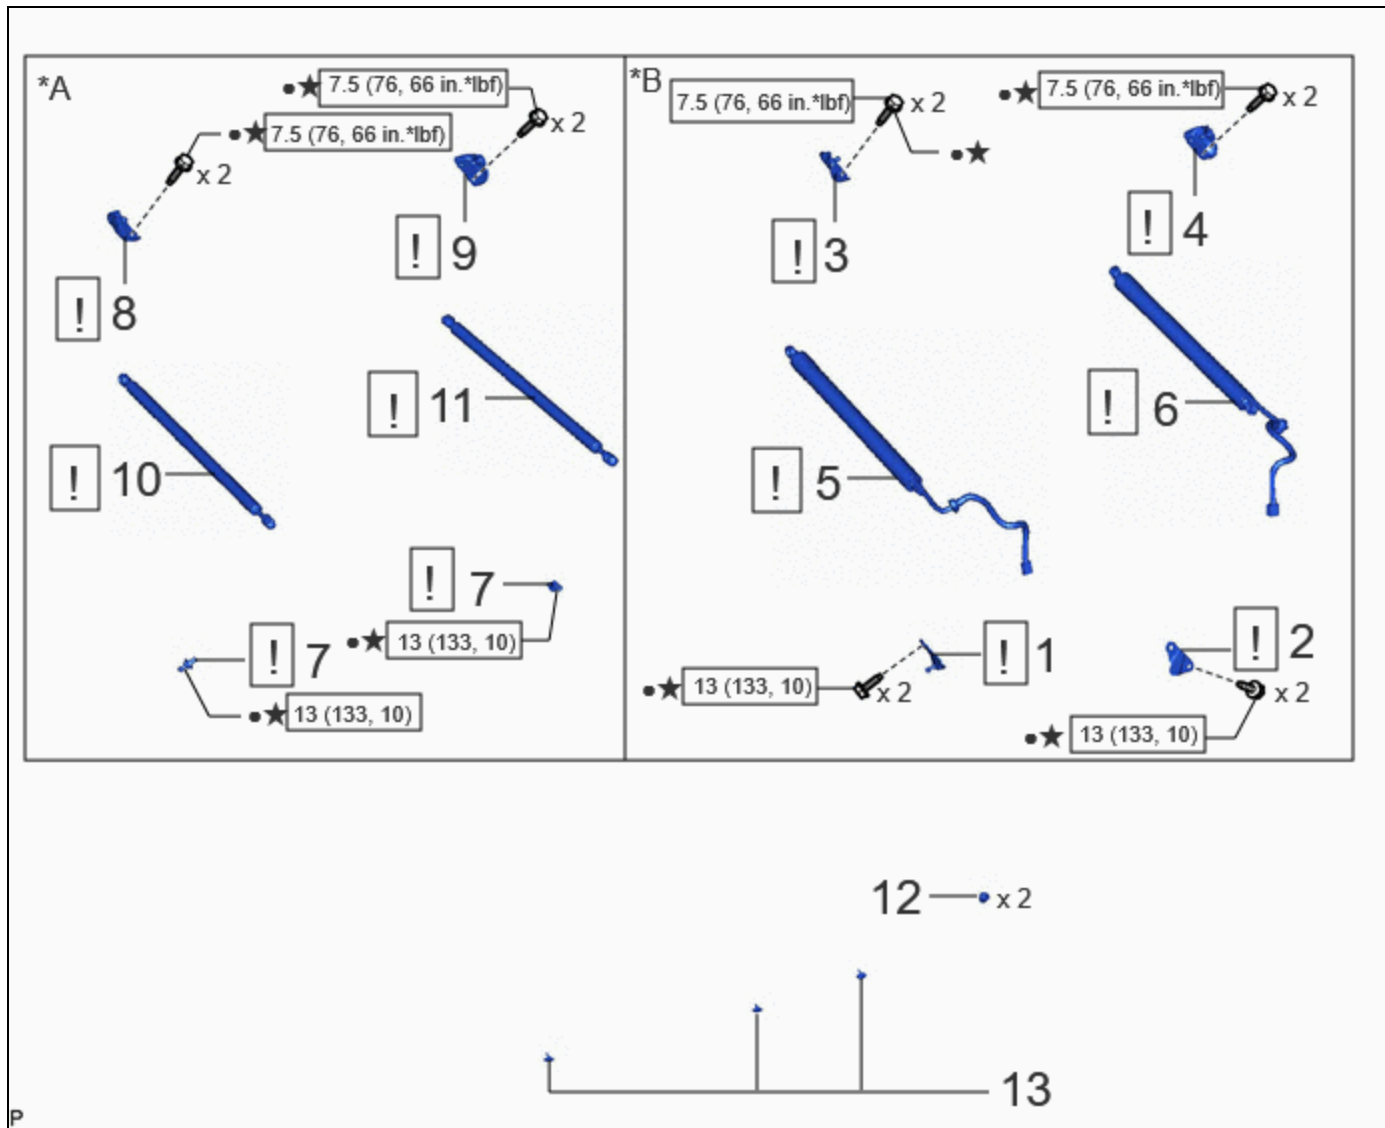 *A
●★ 7.5 (76, 66 in.*lbf)
x 2
●★ 7.5 (76, 66 in.*lbf)
x 2
! 9
! 8
! 11
! 10
! 7
●★ 13 (133, 10)
! 7
●★ 13 (133, 10)
*B
7.5 (76, 66 in.*lbf)
x 2
●★
●★ 7.5 (76, 66 in.*lbf)
x 2
! 3
! 4
! 6
! 5
! 1
●★ 13 (133, 10)
x 2
! 2
x 2
●★ 13 (133, 10)
12 x 2
13
P